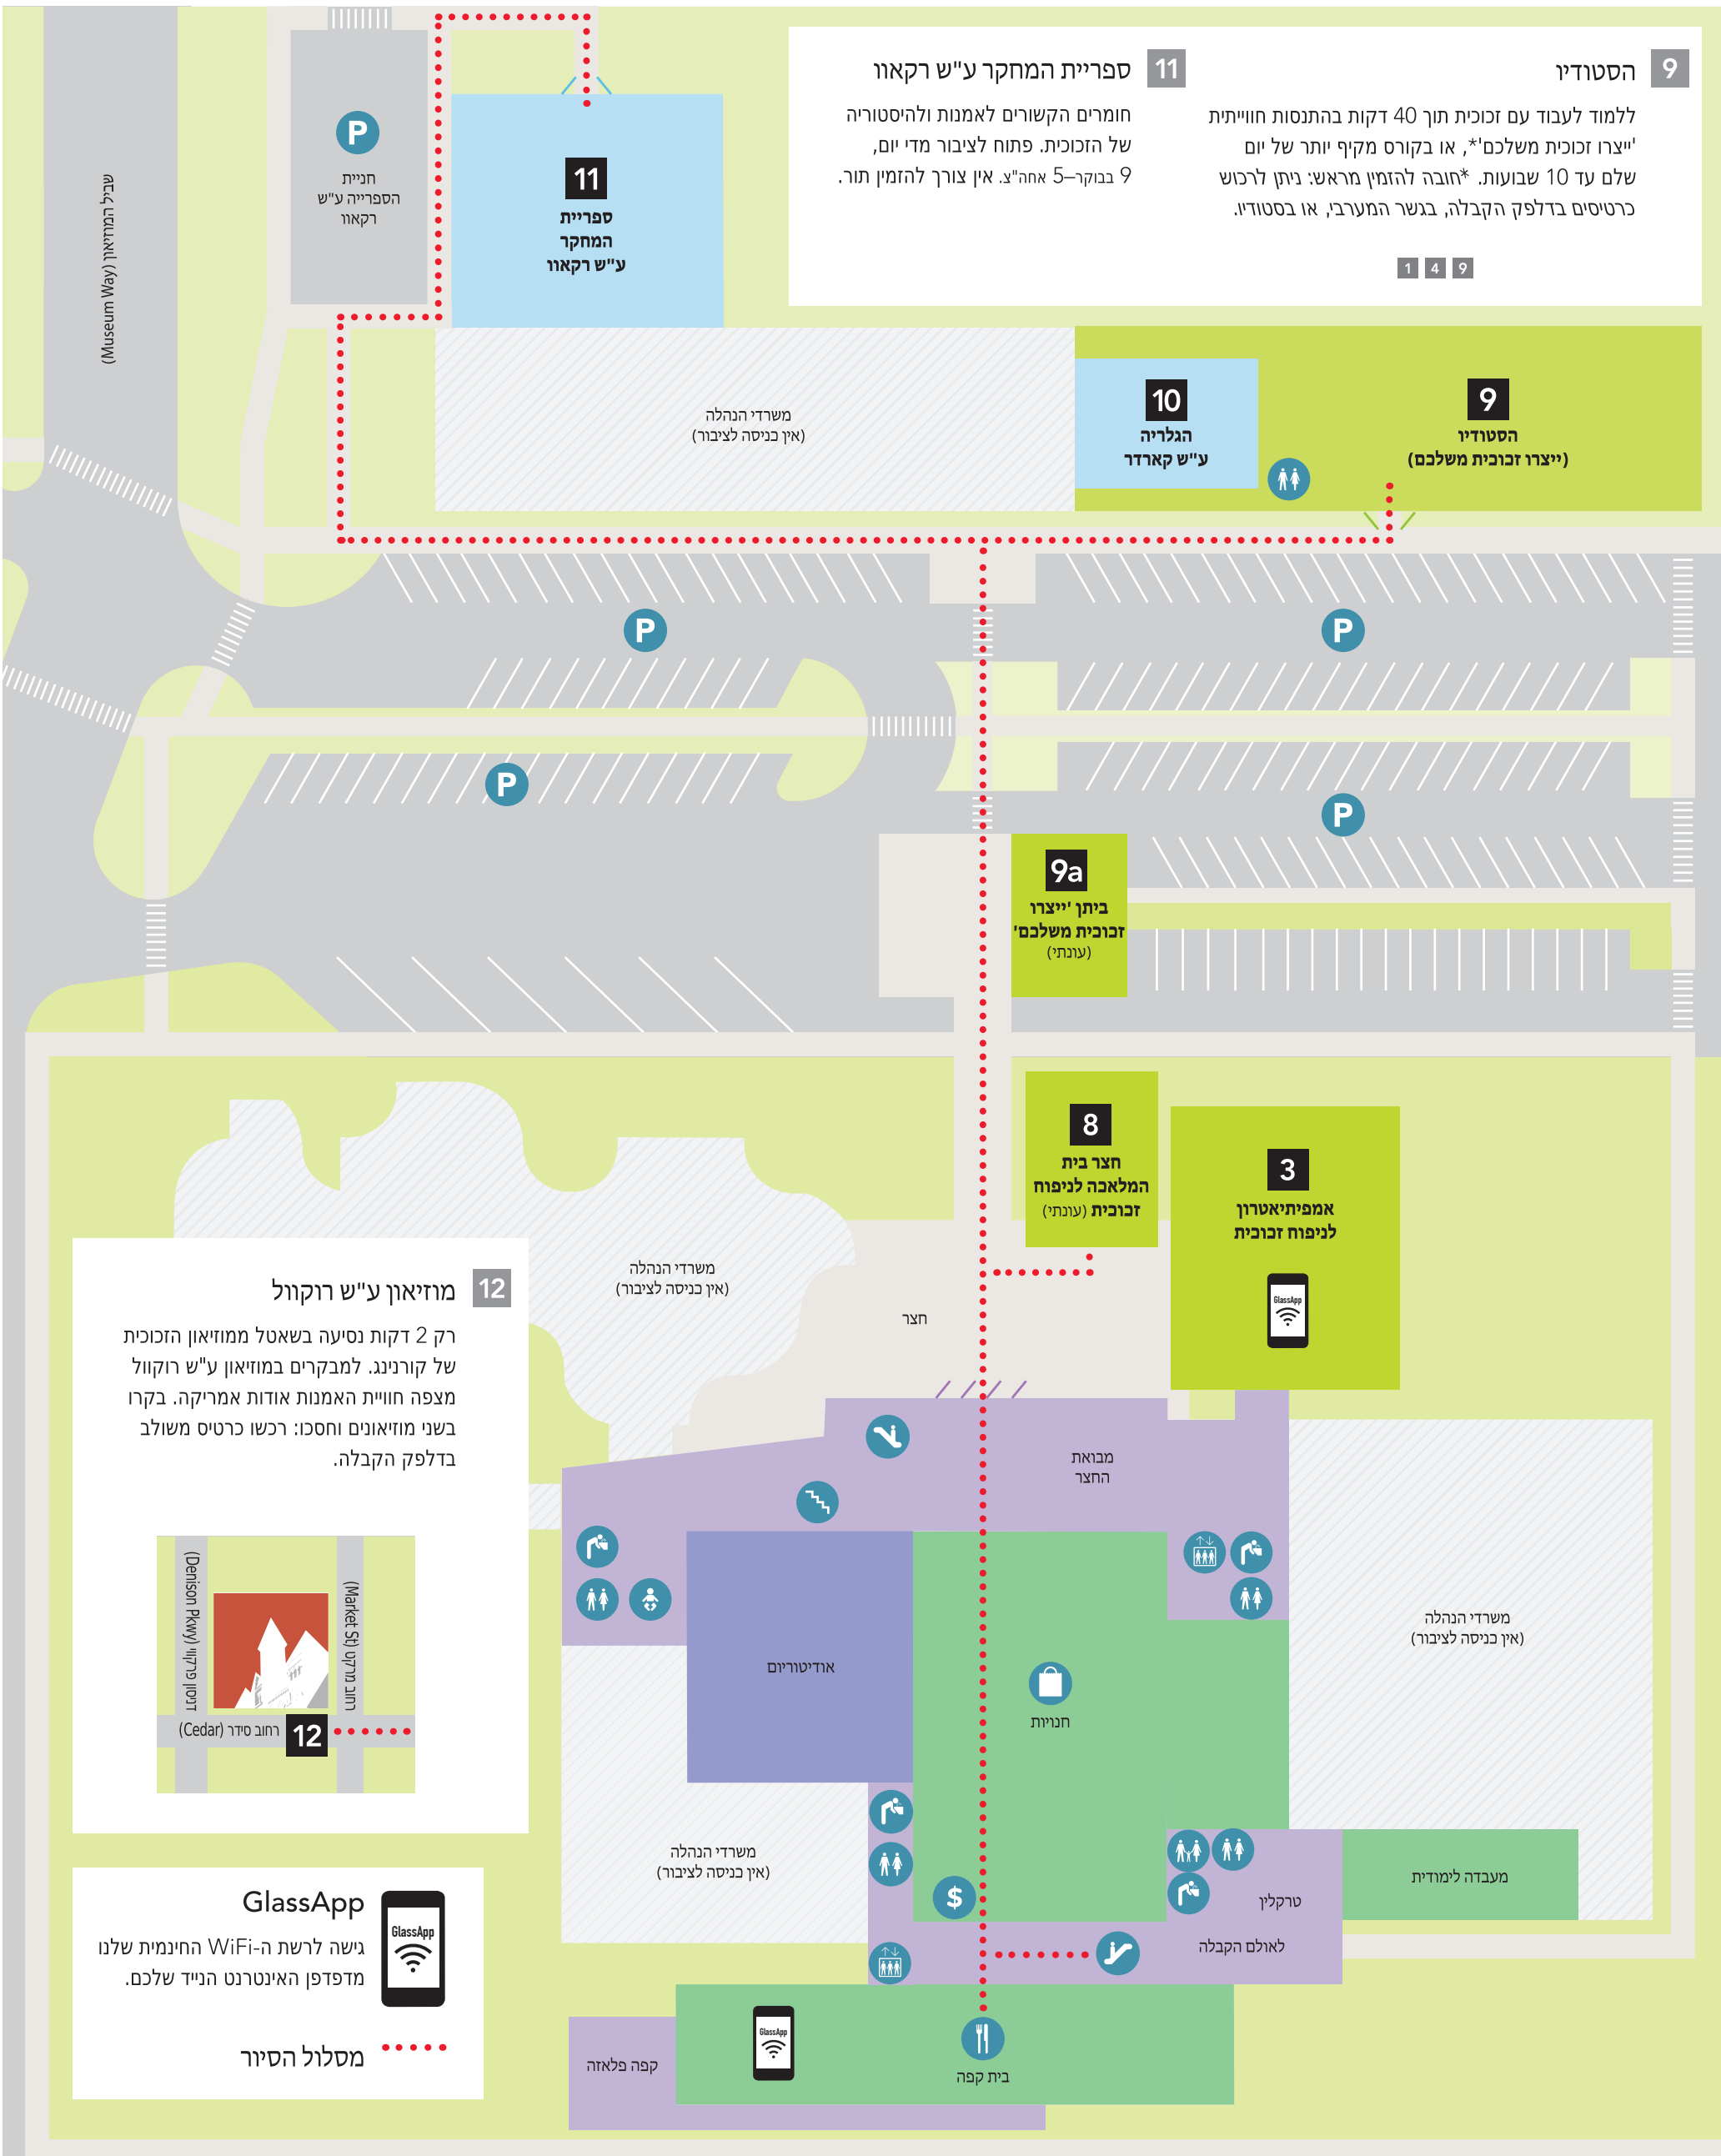 9 הסטודיו
ללמוד לעבוד עם זכוכית תוך 40 דקות בהתנסות חווייתית
'ייצרו זכוכית משלכם'*, או בקורס מקיף יותר של יום
שלם עד 10 שבועות. *חובה להזמין מראש: ניתן לרכוש
כרטיסים בדלפק הקבלה, בגשר המערבי, או בסטודיו.
1 4 9
11 ספריית המחקר ע"ש רקאוו
חומרים הקשורים לאמנות ולהיסטוריה
של הזכוכית. פתוח לציבור מדי יום,
9 בבוקר–5 אחה"צ. אין צורך להזמין תור.
P
חניית
הספרייה ע"ש
רקאוו
שביל המוזיאון (Museum Way)
11
ספריית
המחקר
ע"ש רקאוו
משרדי הנהלה
(אין כניסה לציבור)
10
הגלריה
ע"ש קארדר
9
הסטודיו
(ייצרו זכוכית משלכם)
P
P
P
P
9a
ביתן 'ייצרו
זכוכית משלכם'
(עונתי)
8
חצר בית
המלאכה לניפוח
זכוכית (עונתי)
3
אמפיתיאטרון
לניפוח זכוכית
GlassApp
משרדי הנהלה
(אין כניסה לציבור)
חצר
מבואת
החצר
12 מוזיאון ע"ש רוקוול
רק 2 דקות נסיעה בשאטל ממוזיאון הזכוכית
של קורנינג. למבקרים במוזיאון ע"ש רוקוול
מצפה חוויית האמנות אודות אמריקה. בקרו
בשני מוזיאונים וחסכו: רכשו כרטיס משולב
בדלפק הקבלה.
דניסון פרקווי (Denison Pkwy)
רחוב מרקט (Market St)
רחוב סידר (Cedar)
12
אודיטוריום
חנויות
משרדי הנהלה
(אין כניסה לציבור)
משרדי הנהלה
(אין כניסה לציבור)
$
טרקלין
לאולם הקבלה
מעבדה לימודית
GlassApp
בית קפה
קפה פלאזה
GlassApp
GlassApp
גישה לרשת ה-WiFi החינמית שלנו
מדפדפן האינטרנט הנייד שלכם.
מסלול הסיור